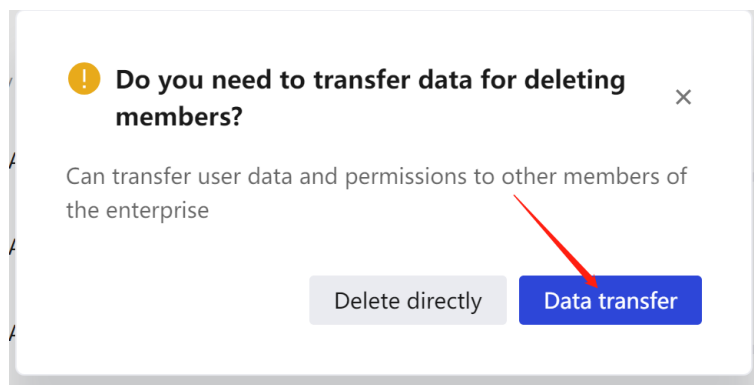 Do you need to transfer data for deleting
members?
Can transfer user data and permissions to other members of
the enterprise
Delete directly
Data transfer